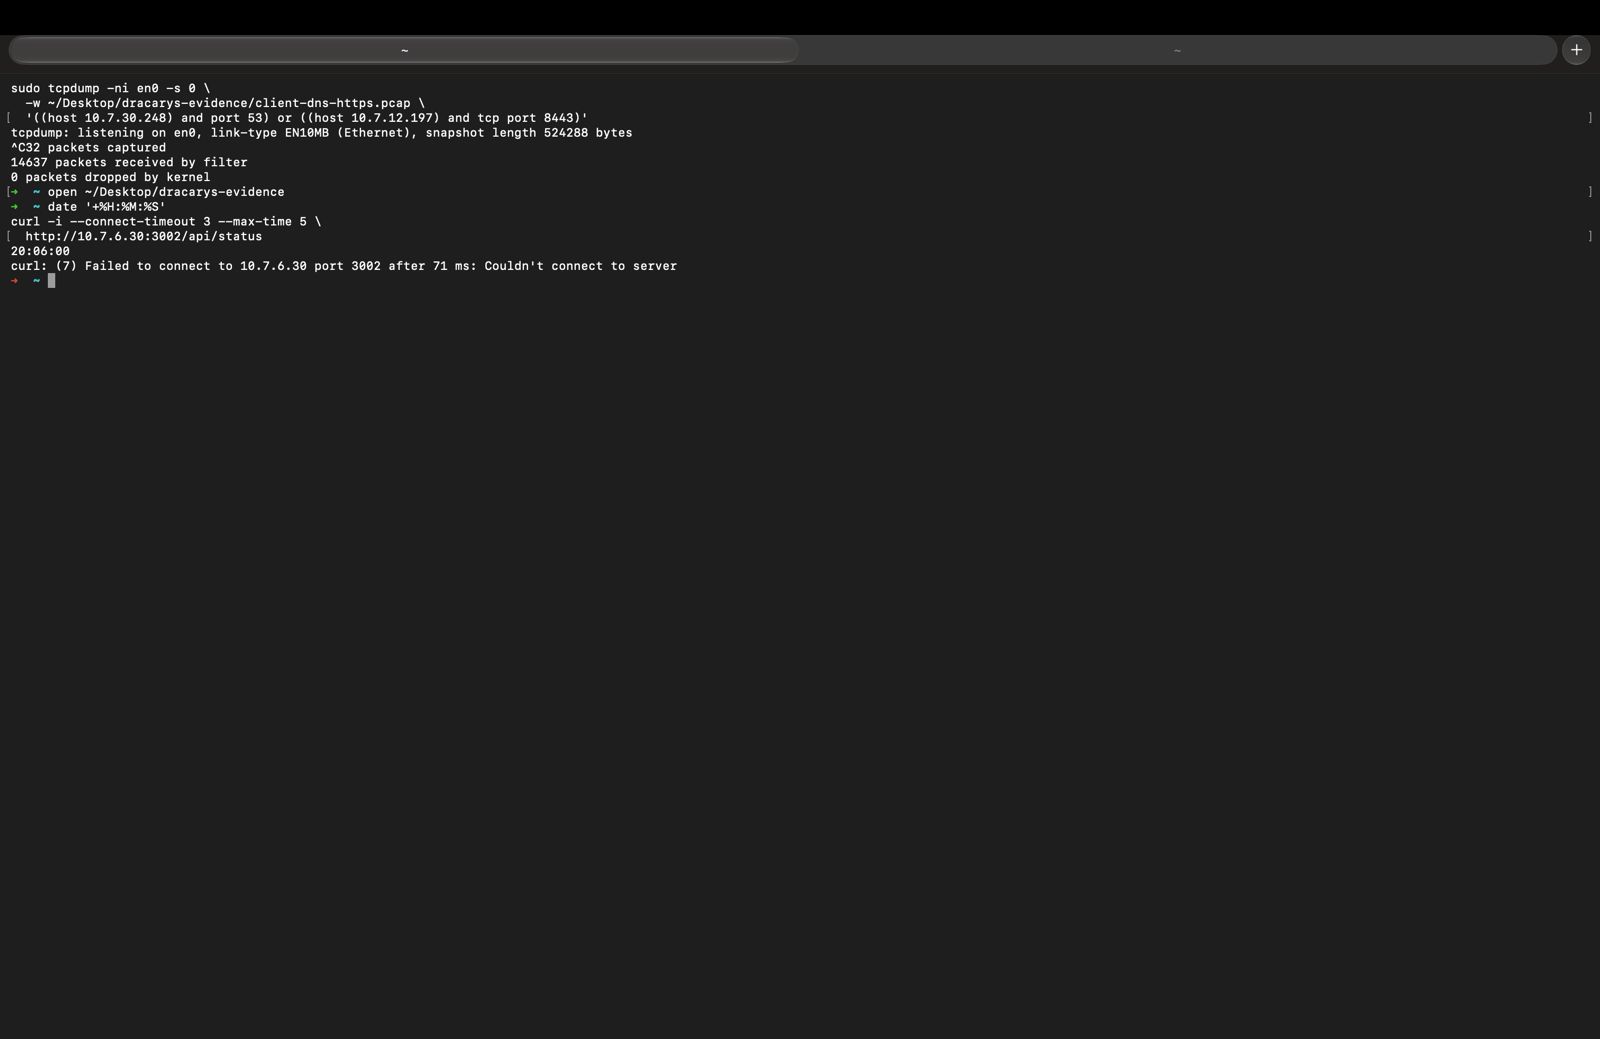 ~ ~ +
sudo tcpdump -ni en0 -s 0 \
-w ~/Desktop/dracarys-evidence/client-dns-https.pcap \
[ '((host 10.7.30.248) and port 53) or ((host 10.7.12.197) and tcp port 8443)' ]
tcpdump: listening on en0, link-type EN10MB (Ethernet), snapshot length 524288 bytes
^C32 packets captured
14637 packets received by filter
0 packets dropped by kernel
[➜ ~ open ~/Desktop/dracarys-evidence ]
➜ ~ date '+%H:%M:%S'
curl -i --connect-timeout 3 --max-time 5 \
[ http://10.7.6.30:3002/api/status ]
20:06:00
curl: (7) Failed to connect to 10.7.6.30 port 3002 after 71 ms: Couldn't connect to server
➜ ~